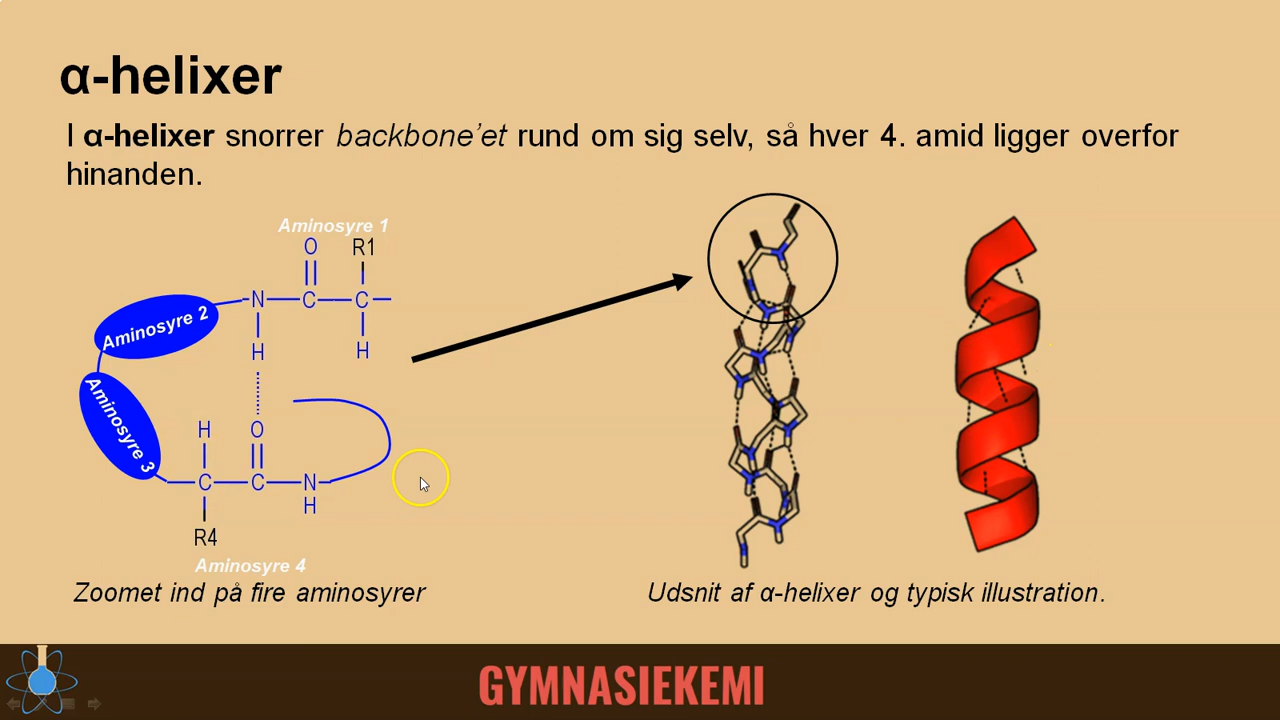 α-helixer
I α-helixer snorrer backbone’et rund om sig selv, så hver 4. amid ligger overfor
hinanden.
Aminosyre 1
O R1
Aminosyre 2
N C C
H H
Aminosyre 3
H O
C C N
H
R4
Aminosyre 4
Zoomet ind på fire aminosyrer
Udsnit af α-helixer og typisk illustration.
GYMNASIEKEMI